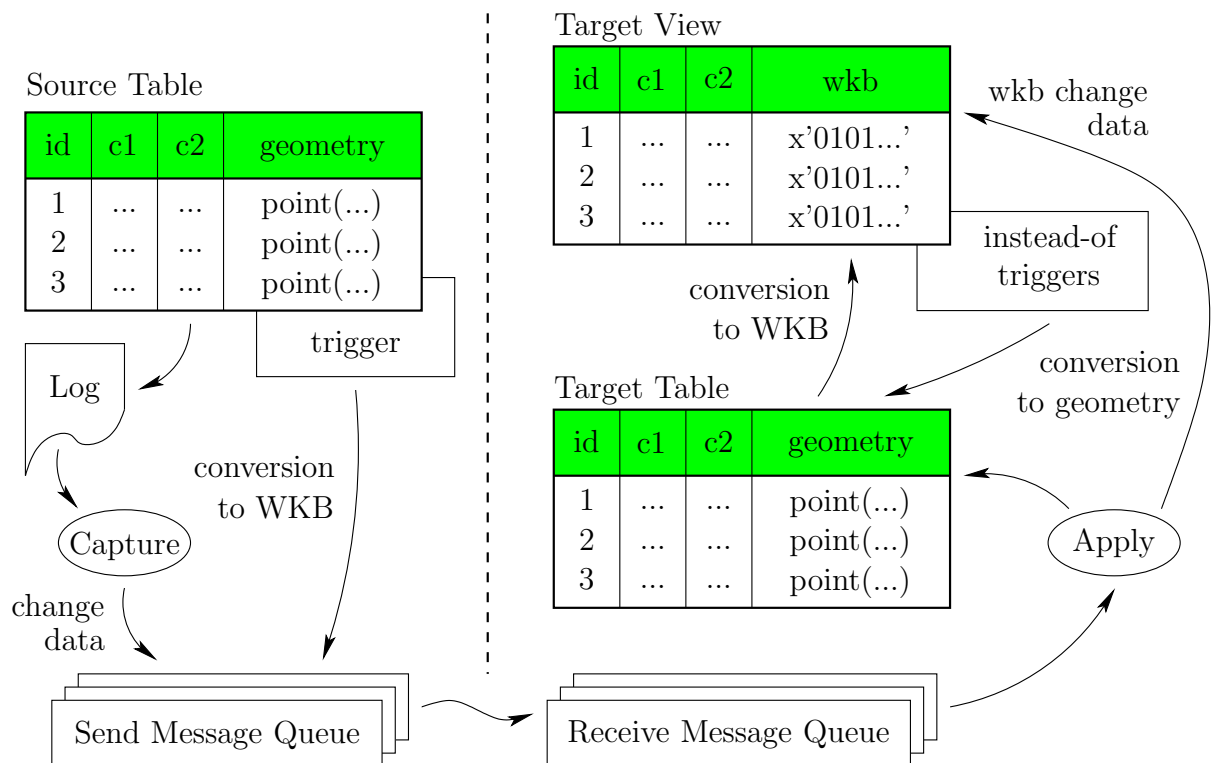 Source Table
id c1 c2 geometry
1 ... ... point(...)
2 ... ... point(...)
3 ... ... point(...)
trigger
Log
conversion
to WKB
Capture
change
data
Send Message Queue
Target View
id c1 c2 wkb
1 ... ... x'0101...'
2 ... ... x'0101...'
3 ... ... x'0101...'
wkb change
data
instead-of
triggers
conversion
to WKB
conversion
to geometry
Target Table
id c1 c2 geometry
1 ... ... point(...)
2 ... ... point(...)
3 ... ... point(...)
Apply
Receive Message Queue